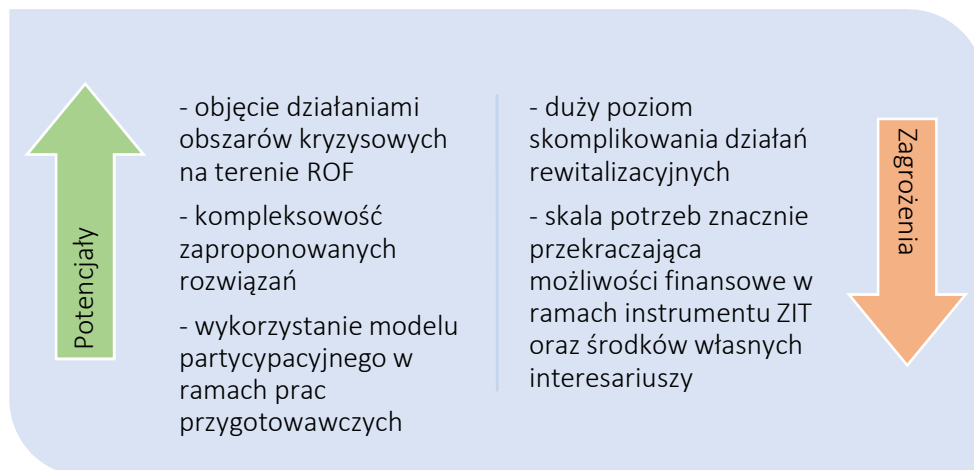 Potencjały
- objęcie działaniami
obszarów kryzysowych
na terenie ROF
- kompleksowość
zaproponowanych
rozwiązań
- wykorzystanie modelu
partycypacyjnego w
ramach prac
przygotowawczych
- duży poziom
skomplikowania działań
rewitalizacyjnych
- skala potrzeb znacznie
przekraczająca
możliwości finansowe w
ramach instrumentu ZIT
oraz środków własnych
interesariuszy
Zagrożenia